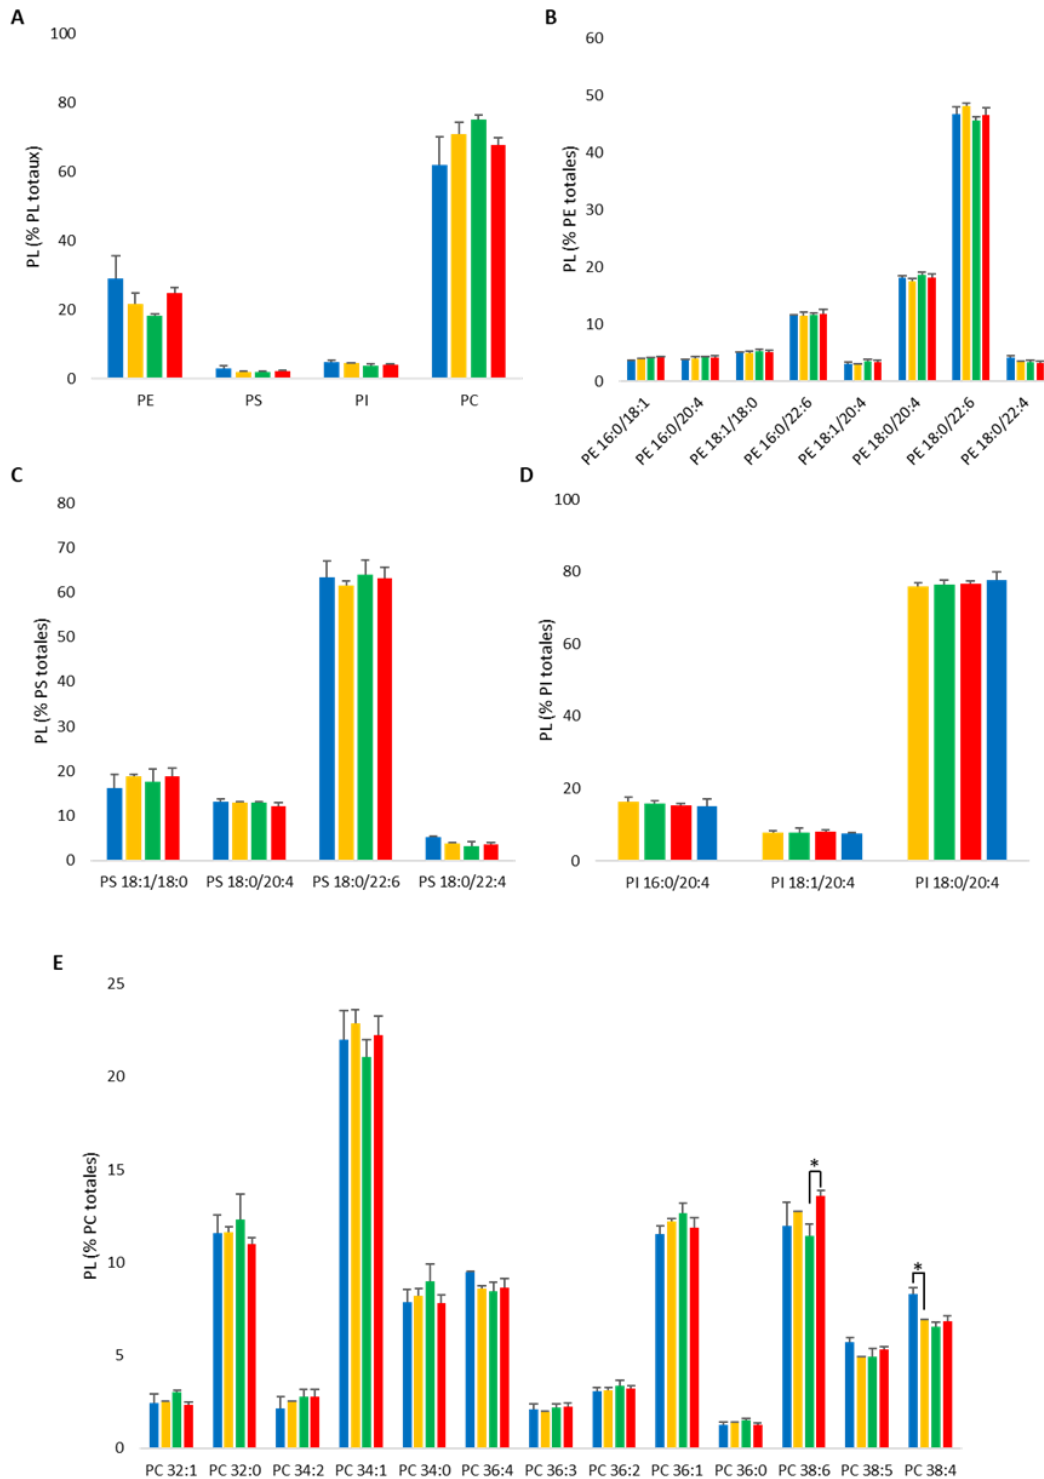 A
PL (% PL totaux)
100
80
60
40
20
0
PE PS PI PC
B
PL (% PE totales)
60
50
40
30
20
10
0
PE 16:0/18:1 PE 16:0/20:4 PE 18:1/18:0 PE 16:0/22:6 PE 18:1/20:4 PE 18:0/20:4 PE 18:0/22:6 PE 18:0/22:4
C
PL (% PS totales)
80
70
60
50
40
30
20
10
0
PS 18:1/18:0 PS 18:0/20:4 PS 18:0/22:6 PS 18:0/22:4
D
PL (% PI totales)
100
80
60
40
20
0
PI 16:0/20:4 PI 18:1/20:4 PI 18:0/20:4
E
PL (% PC totales)
25
20
15
10
5
0
*
*
PC 32:1 PC 32:0 PC 34:2 PC 34:1 PC 34:0 PC 36:4 PC 36:3 PC 36:2 PC 36:1 PC 36:0 PC 38:6 PC 38:5 PC 38:4